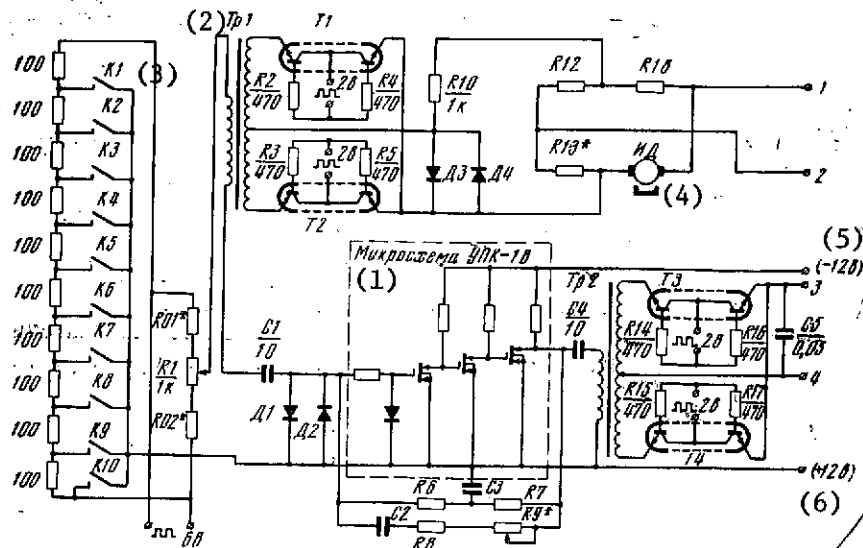 (2) Тр1 T1
100 K1 (3)
R2/470 2В R4/470
R10/1к
R12 R18
1
100 K2
100 K3
R3/470 2В R5/470
Д3 Д4
R13* ИД
2
100 K4
T2
(4)
100 K5
Микросхема УПК-1В
(1)
(5)
(-12В)
100 K6
Тр2 T3
3
100 K7
R01*
C1/10
C4/10
R14/470 2В R16/470
C5/0,05
100 K8
R1/1к
4
100 K9
R02*
Д1 Д2
R15/470 2В R17/470
100 K10
T4
C3
(+12В)
R6 R7
(6)
6В
C2 R8 R9*